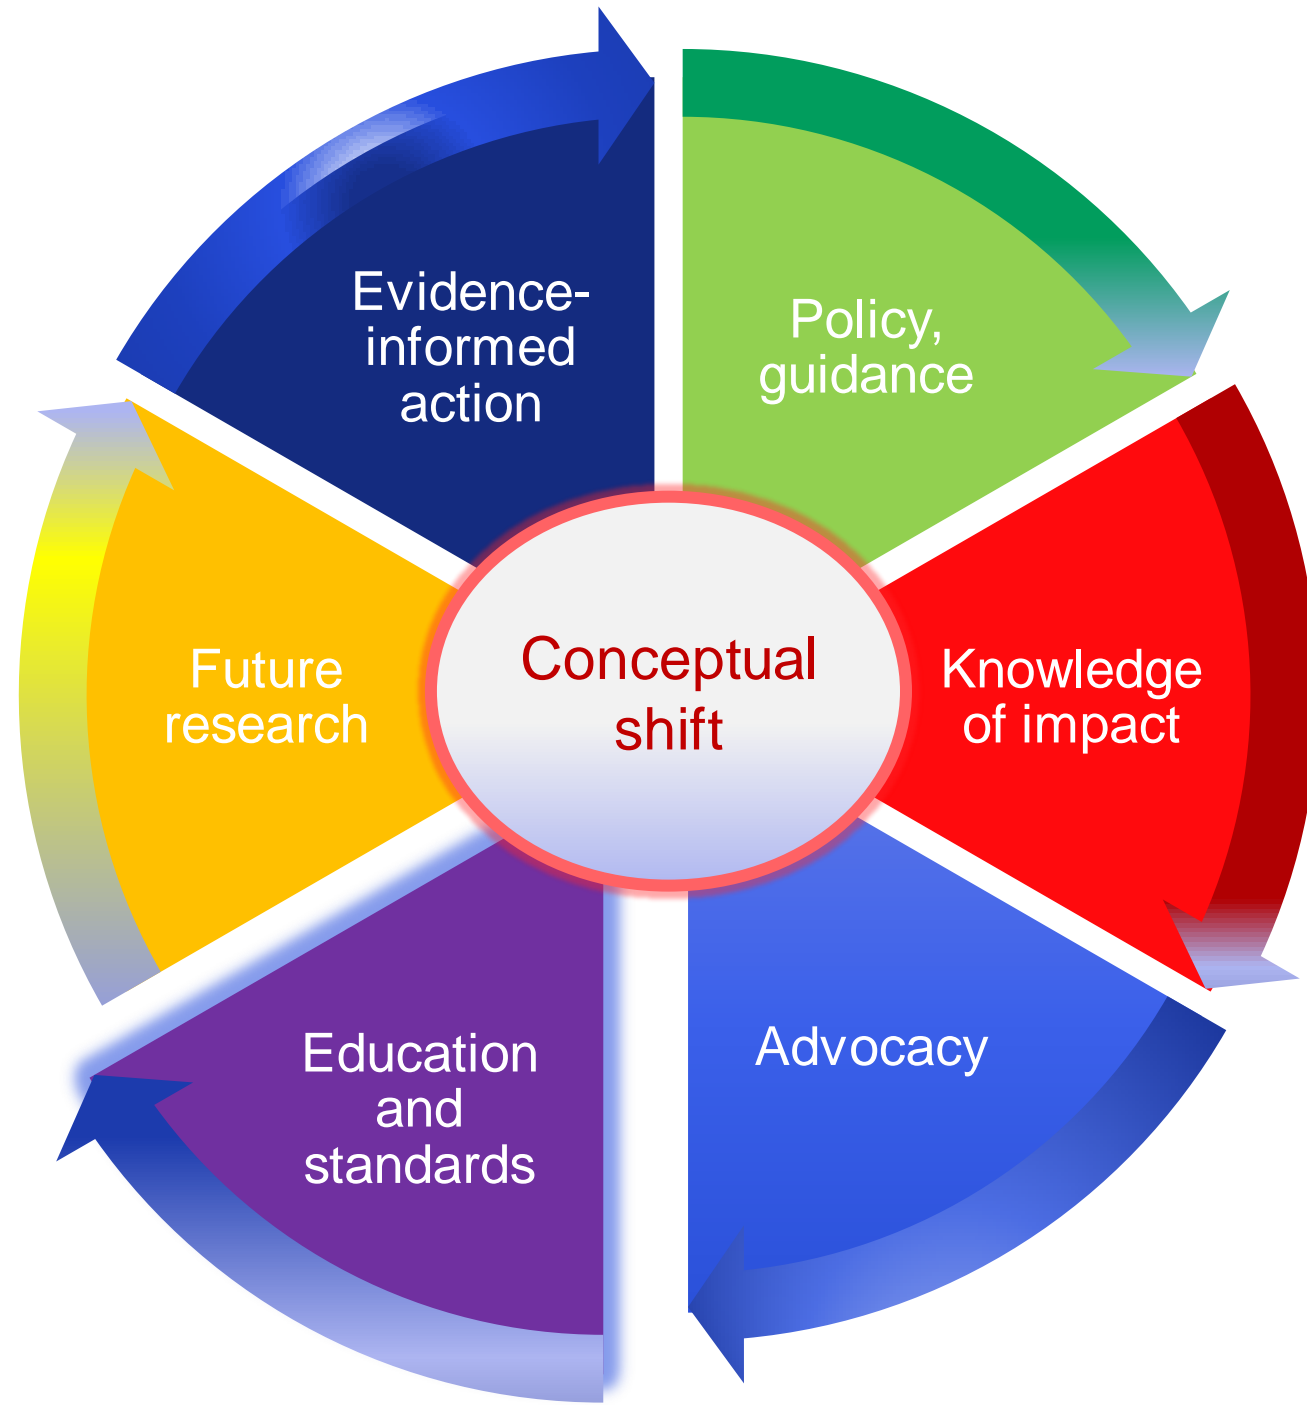 Evidence-
informed
action
Policy,
guidance
Future
research
Conceptual
shift
Knowledge
of impact
Education
and
standards
Advocacy